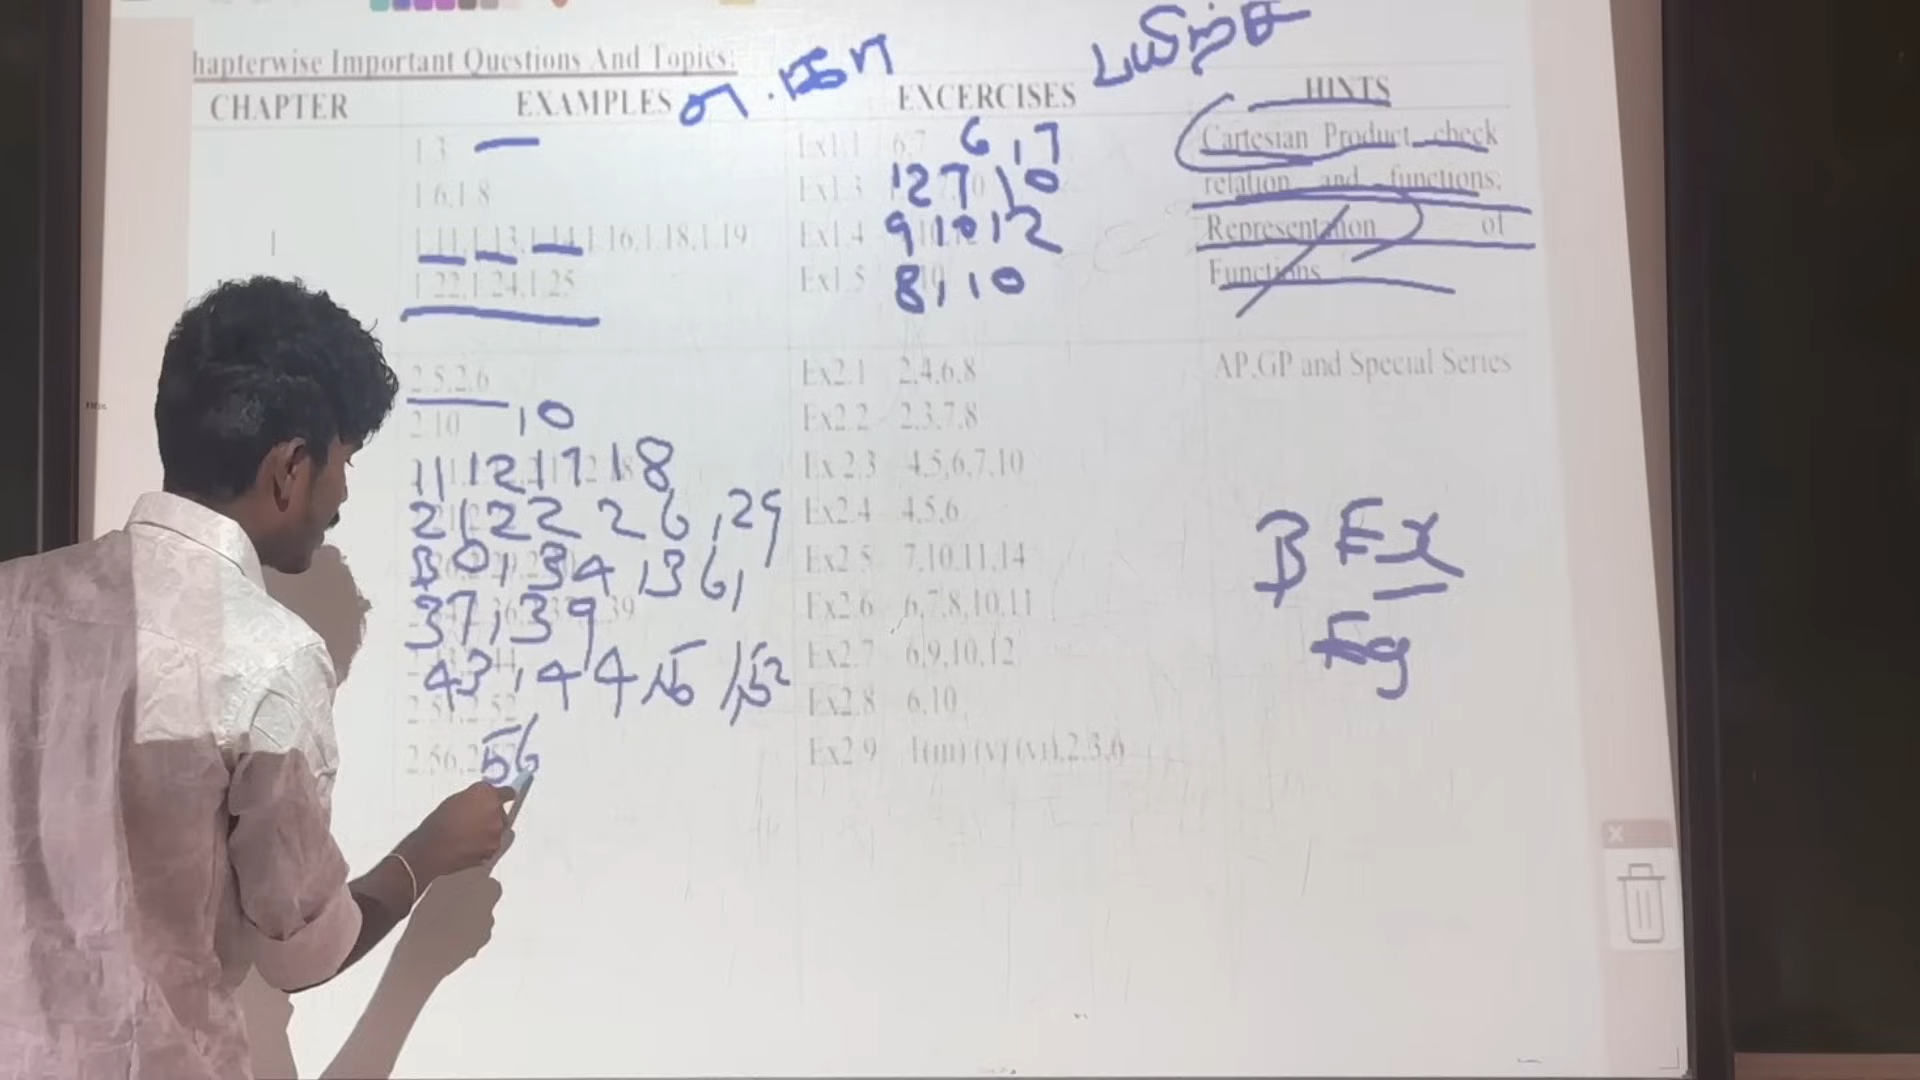 hapterwise Important Questions And Topics:
CHAPTER EXAMPLES EXCERCISES HINTS
1.3 Ex1.1 6,7 6,7 Cartesian Product check
1.6,1.8 Ex1.3 1 2 7 10 relation and functions;
1 1.11,1.13,1.14,1.16,1.18,1.19 Ex1.4 9 10 12 Representation of
1.22,1.24,1.25 Ex1.5 8,10 Functions
2.5,2.6 Ex2.1 2,4,6,8 AP,GP and Special Series
2.10 10 Ex2.2 2,3,7,8
11 12 17 18 Ex 2.3 4,5,6,7,10
21 22 26,29 Ex2.4 4,5,6
30,34,36, Ex2.5 7,10,11,14
37,39 Ex2.6 6,7,8,10,11
43,44 Ex2.7 6,9,10,12
52 Ex2.8 6,10
2.56 56 Ex2.9 1(iii) (v) (vi),2,3,6
B Ex
Eg